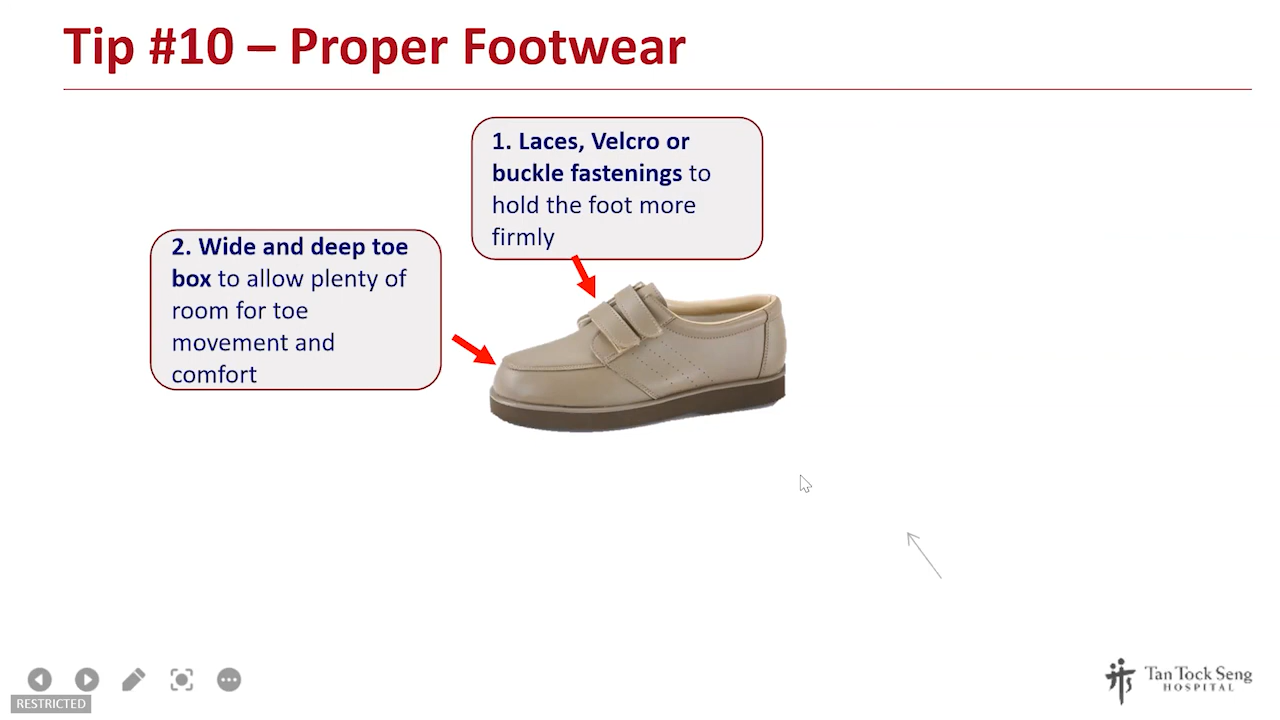 Tip #10 – Proper Footwear
1. Laces, Velcro or
buckle fastenings to
hold the foot more
firmly
2. Wide and deep toe
box to allow plenty of
room for toe
movement and
comfort
RESTRICTED
Tan Tock Seng
HOSPITAL